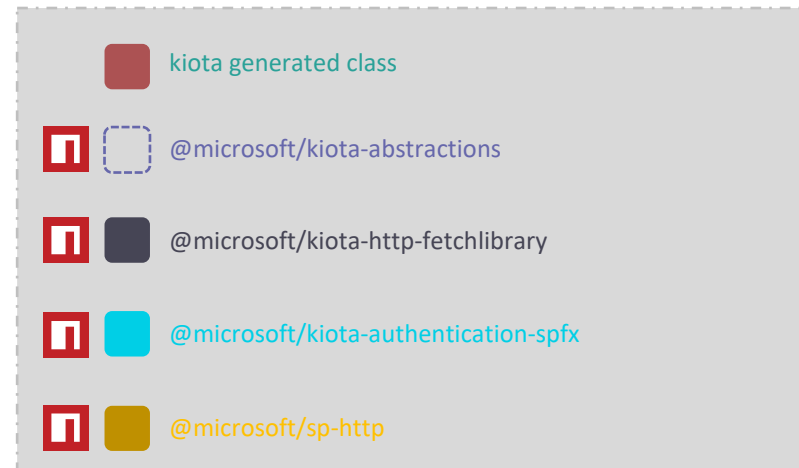 kiota generated class
@microsoft/kiota-abstractions
@microsoft/kiota-http-fetchlibrary
@microsoft/kiota-authentication-spfx
@microsoft/sp-http